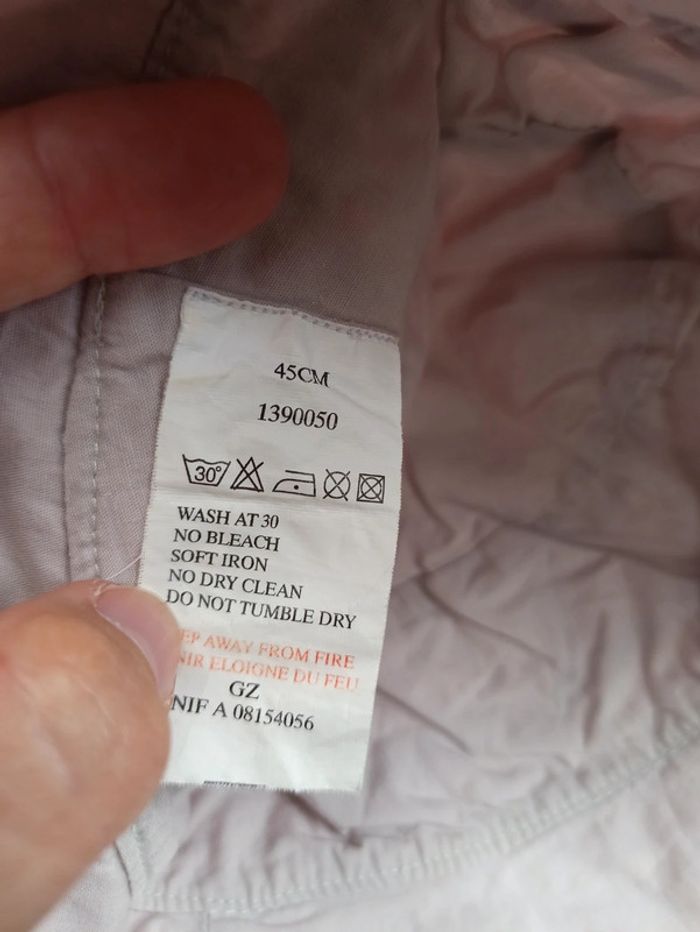 45CM
1390050
30°
WASH AT 30
NO BLEACH
SOFT IRON
NO DRY CLEAN
DO NOT TUMBLE DRY
AWAY FROM FIRE
ELOIGNE DU FEU
GZ
NIF A 08154056